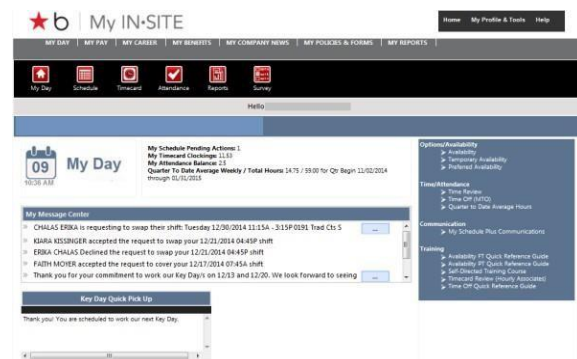 ★b My IN•SITE
Home My Profile & Tools Help
MY DAY | MY PAY | MY CAREER | MY BENEFITS | MY COMPANY NEWS | MY POLICIES & FORMS | MY REPORTS |
My Day Schedule Timecard Attendance Reports Survey
Hello
09
10:36 AM
My Day
My Schedule Pending Actions: 1
My Timecard Clockings: 11.53
My Attendance Balance: 2.5
Quarter To Date Average Weekly / Total Hours: 14.75 / 59.00 for Qtr Begin 11/02/2014
through 01/31/2015
My Message Center
» CHALAS ERIKA is requesting to swap their shift: Tuesday 12/30/2014 11:15A - 3:15P 0191 Trad Cts S ...
» KIARA KISSINGER accepted the request to swap your 12/21/2014 04:45P shift
» ERIKA CHALAS Declined the request to swap your 12/21/2014 04:45P shift
» FAITH MOYER accepted the request to cover your 12/17/2014 07:45A shift
» Thank you for your commitment to work our Key Day/s on 12/13 and 12/20. We look forward to seeing ...
Key Day Quick Pick Up
Thank you! You are scheduled to work our next Key Day.
Options/Availability
Availability
Temporary Availability
Preferred Availability
Time/Attendance
Time Review
Time Off (MTO)
Quarter to Date Average Hours
Communication
My Schedule Plus Communications
Training
Availability FT Quick Reference Guide
Availability PT Quick Reference Guide
Self-Directed Training Course
Timecard Review (Hourly Associates)
Time Off Quick Reference Guide